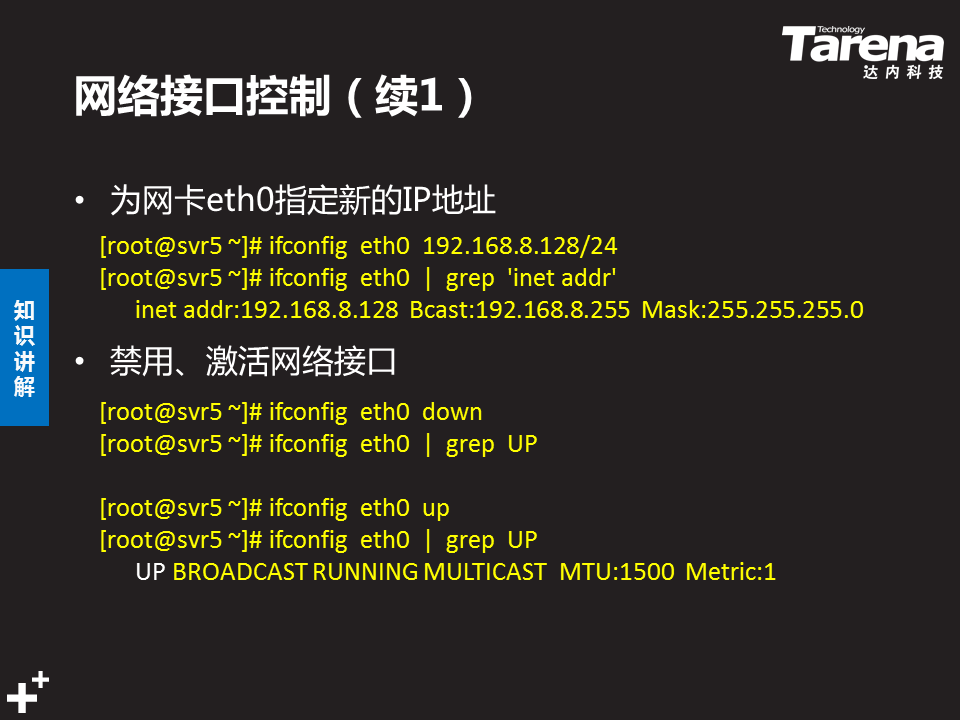 Technology
Tarena
达内科技
网络接口控制（续1）
• 为网卡eth0指定新的IP地址
[root@svr5 ~]# ifconfig  eth0  192.168.8.128/24
[root@svr5 ~]# ifconfig  eth0  |  grep  'inet addr'
inet addr:192.168.8.128  Bcast:192.168.8.255  Mask:255.255.255.0
知识讲解
• 禁用、激活网络接口
[root@svr5 ~]# ifconfig  eth0  down
[root@svr5 ~]# ifconfig  eth0  |  grep  UP
[root@svr5 ~]# ifconfig  eth0  up
[root@svr5 ~]# ifconfig  eth0  |  grep  UP
UP BROADCAST RUNNING MULTICAST  MTU:1500  Metric:1